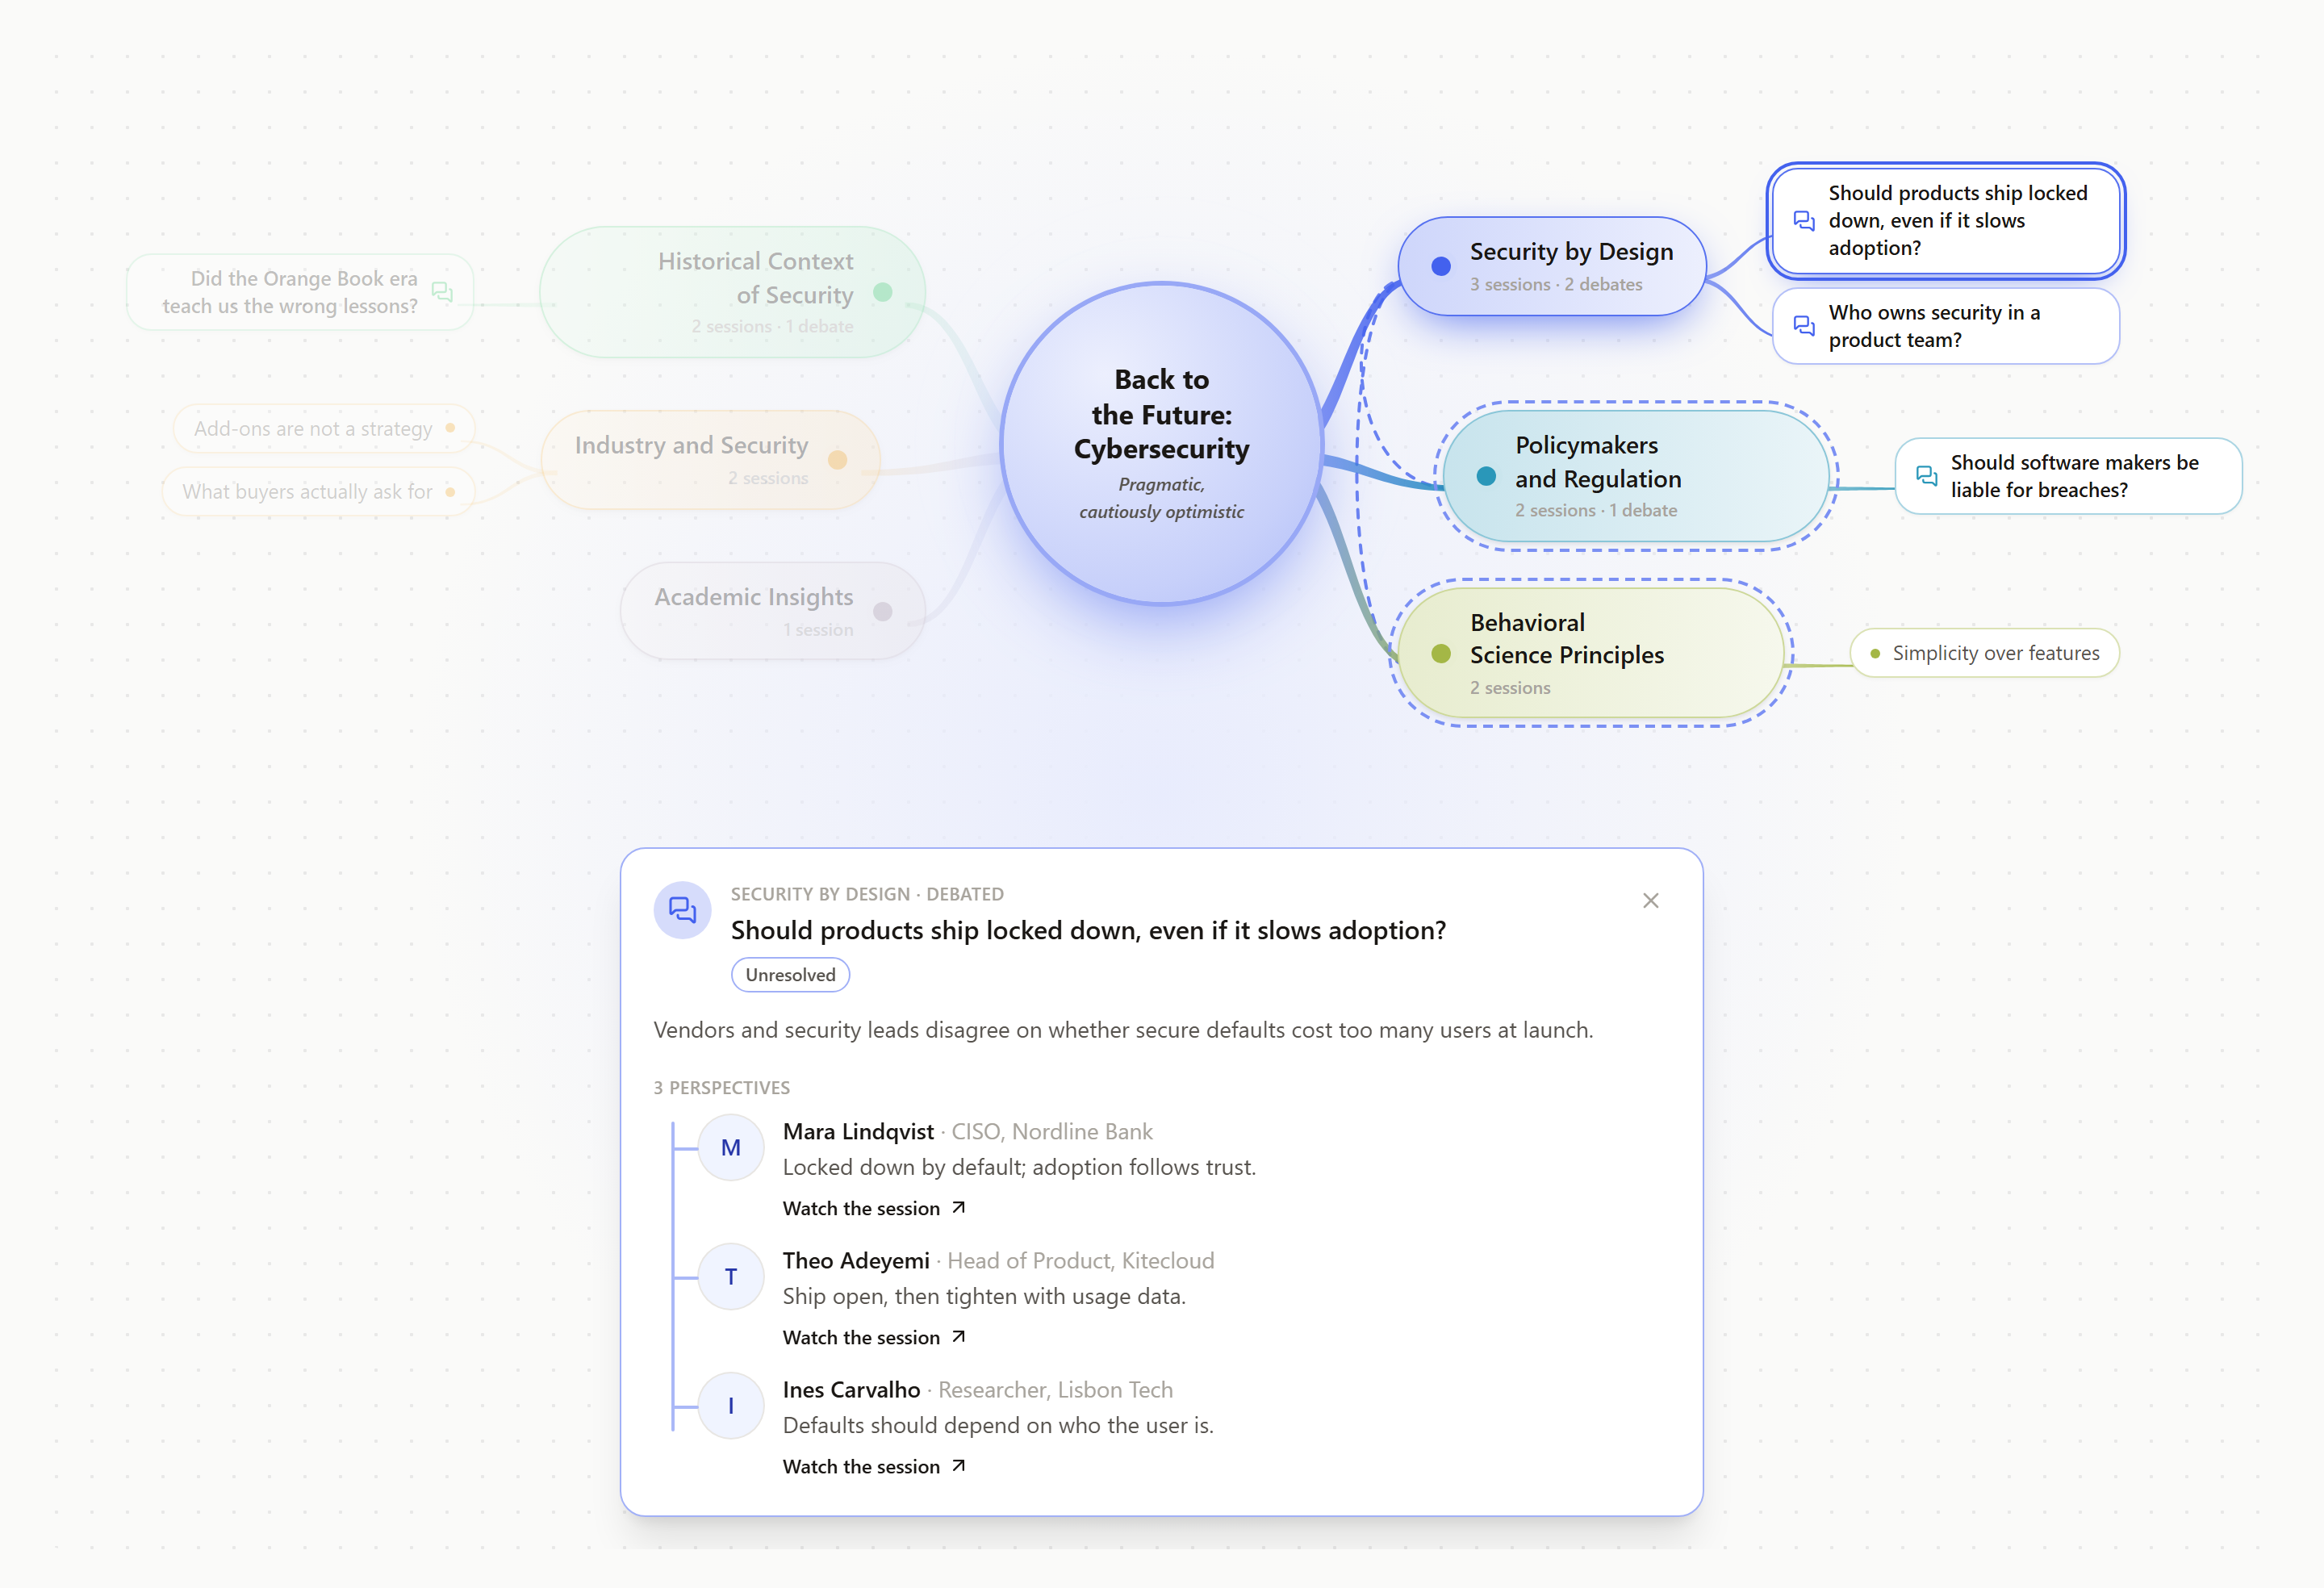 Did the Orange Book era
teach us the wrong lessons?
Historical Context
of Security
2 sessions · 1 debate
Add-ons are not a strategy
What buyers actually ask for
Industry and Security
2 sessions
Academic Insights
1 session
Back to
the Future:
Cybersecurity
Pragmatic,
cautiously optimistic
Security by Design
3 sessions · 2 debates
Should products ship locked
down, even if it slows
adoption?
Who owns security in a
product team?
Policymakers
and Regulation
2 sessions · 1 debate
Should software makers be
liable for breaches?
Behavioral
Science Principles
2 sessions
Simplicity over features
SECURITY BY DESIGN · DEBATED
Should products ship locked down, even if it slows adoption?
Unresolved
Vendors and security leads disagree on whether secure defaults cost too many users at launch.
3 PERSPECTIVES
M
Mara Lindqvist · CISO, Nordline Bank
Locked down by default; adoption follows trust.
Watch the session
T
Theo Adeyemi · Head of Product, Kitecloud
Ship open, then tighten with usage data.
Watch the session
I
Ines Carvalho · Researcher, Lisbon Tech
Defaults should depend on who the user is.
Watch the session